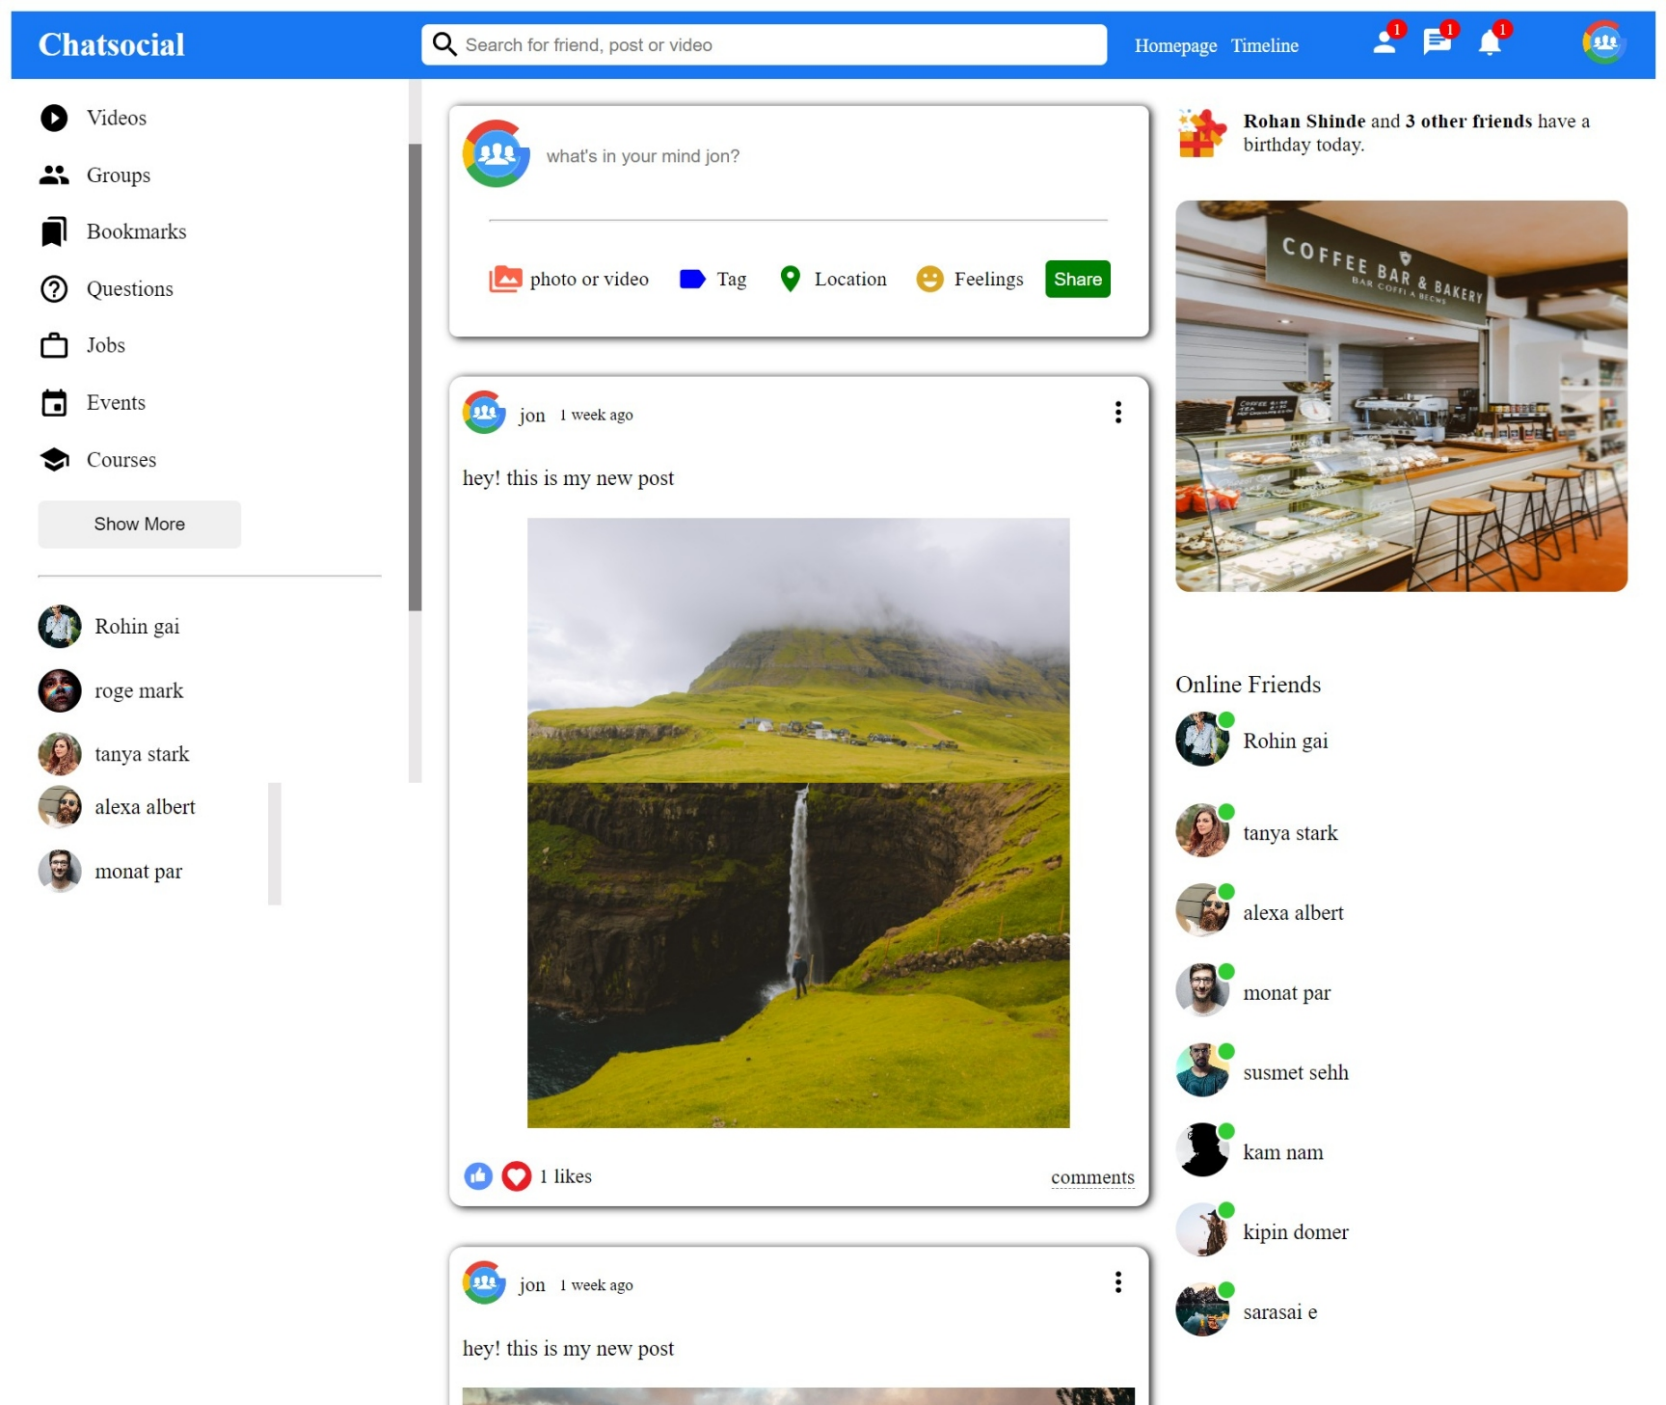 Chatsocial
Search for friend, post or video
Homepage Timeline
1
1
1
Videos
Groups
Bookmarks
Questions
Jobs
Events
Courses
Show More
Rohin gai
roge mark
tanya stark
alexa albert
monat par
what's in your mind jon?
photo or video
Tag
Location
Feelings
Share
jon 1 week ago
hey! this is my new post
1 likes
comments
jon 1 week ago
hey! this is my new post
Rohan Shinde and 3 other friends have a
birthday today.
COFFEE BAR & BAKERY
BAR COFFI A BECWS
COFFEE
TEA
Online Friends
Rohin gai
tanya stark
alexa albert
monat par
susmet sehh
kam nam
kipin domer
sarasai e